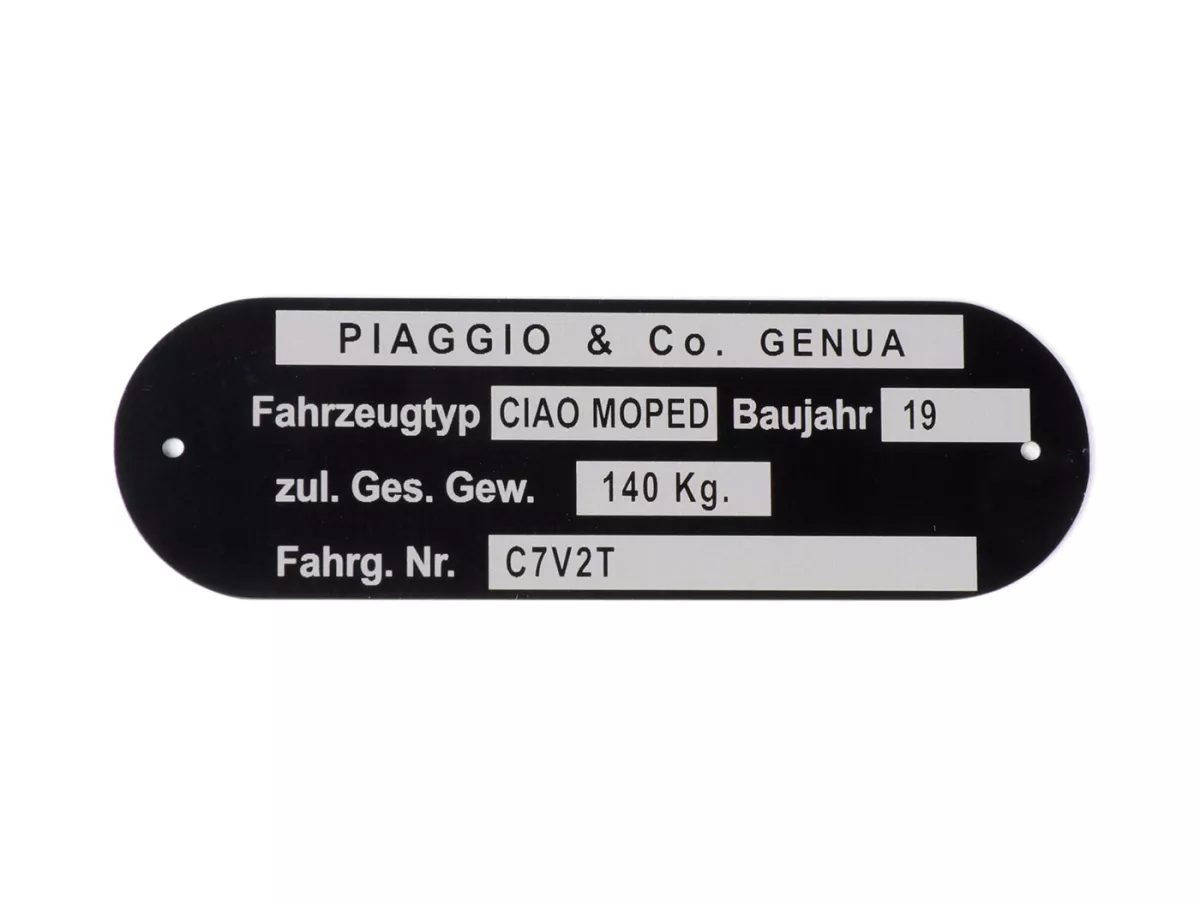 PIAGGIO & Co. GENUA
Fahrzeugtyp CIAO MOPED Baujahr 19
zul. Ges. Gew. 140 Kg.
Fahrg. Nr. C7V2T